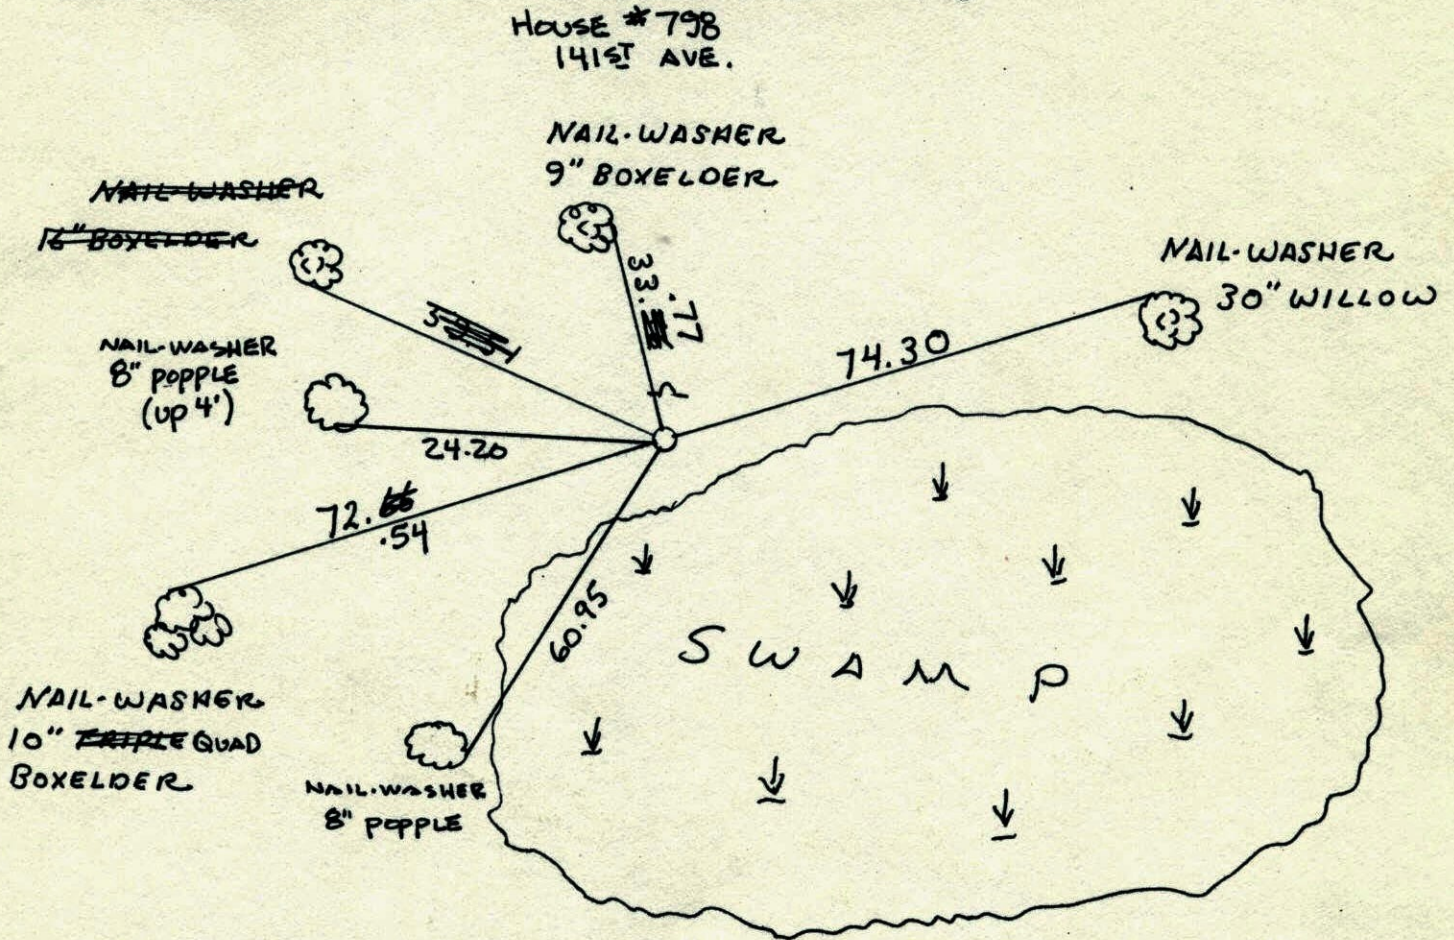 HOUSE #798
141ST AVE.
NAIL-WASHER
9" BOXELDER
NAIL-WASHER
16" BOXELDER
NAIL-WASHER
30" WILLOW
33.
.77
74.30
NAIL-WASHER
8" POPPLE
(UP 4')
24.20
72.66
.54
60.95
SWAMP
NAIL-WASHER
10" TRIPLE QUAD
BOXELDER
NAIL-WASHER
8" POPPLE